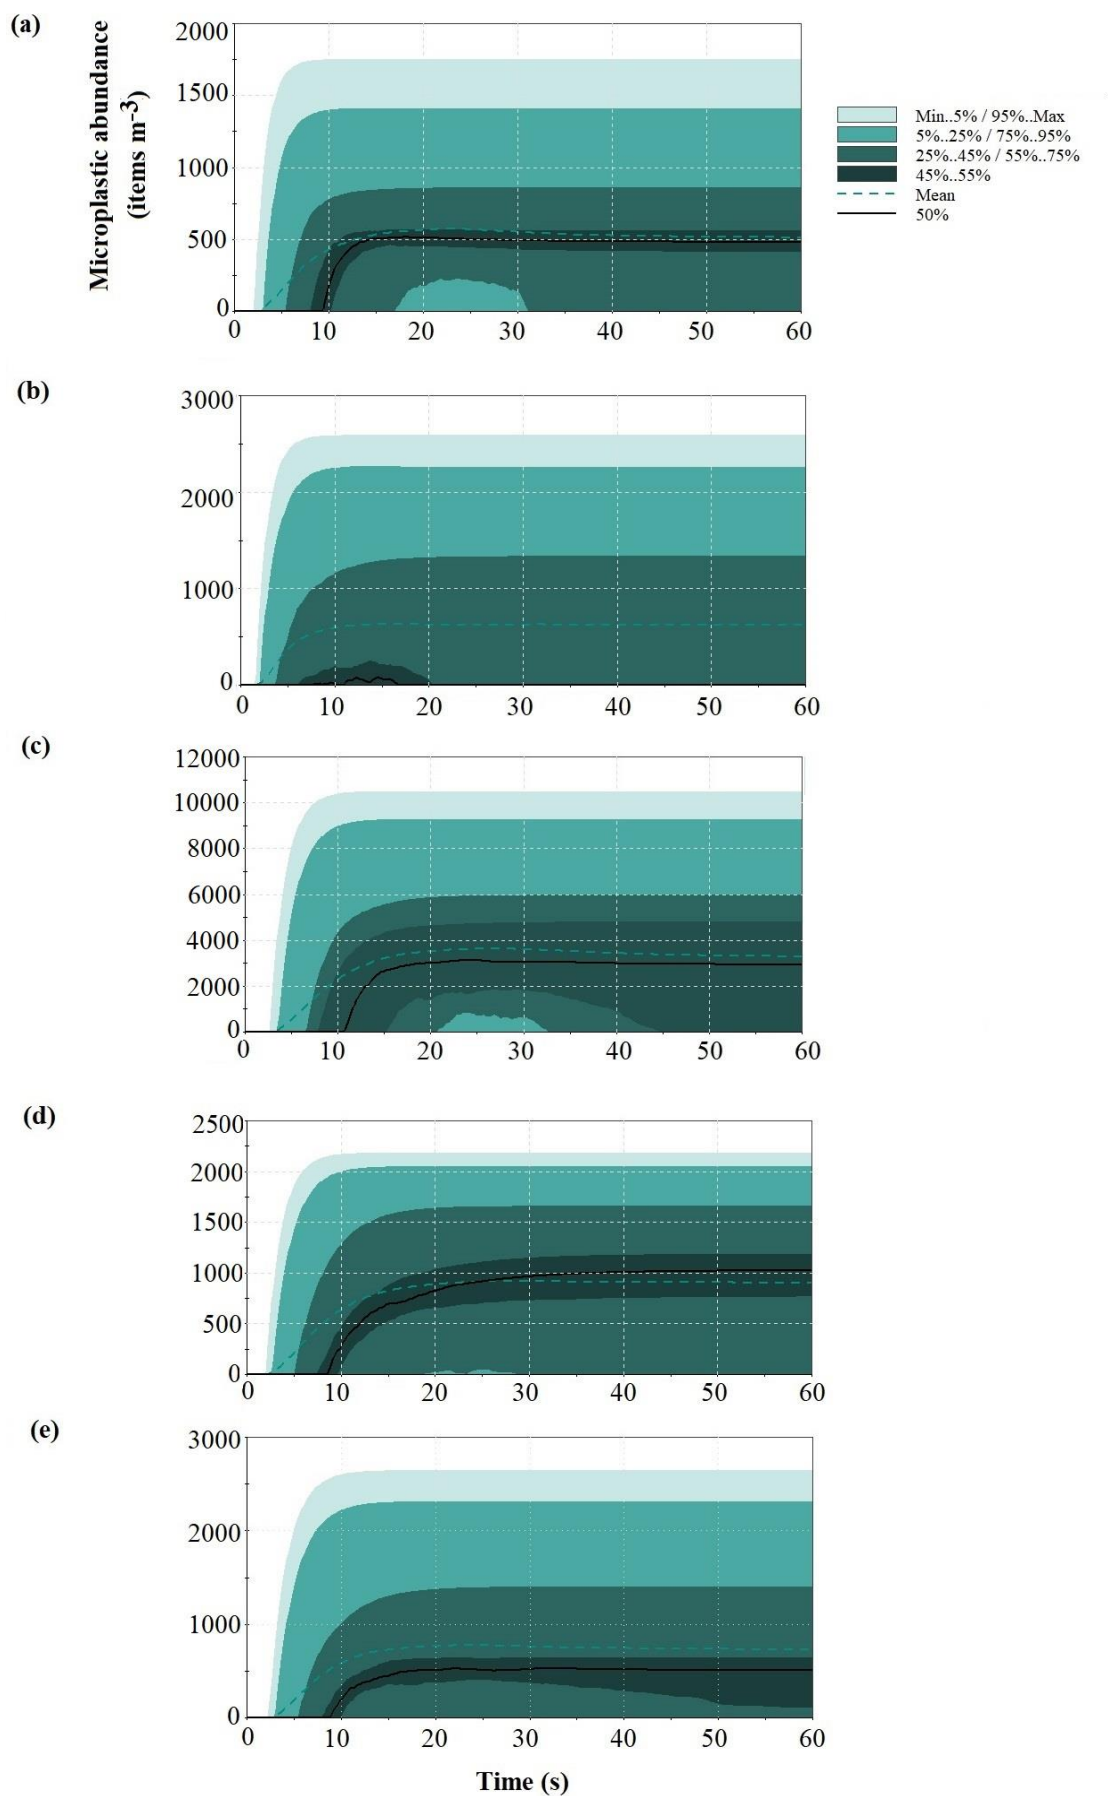 (a)
Microplastic abundance
(items m⁻³)
2000
1500
1000
500
0
0 10 20 30 40 50 60
Min..5% / 95%..Max
5%..25% / 75%..95%
25%..45% / 55%..75%
45%..55%
Mean
50%
(b)
3000
2000
1000
0
0 10 20 30 40 50 60
(c)
12000
10000
8000
6000
4000
2000
0
0 10 20 30 40 50 60
(d)
2500
2000
1500
1000
500
0
0 10 20 30 40 50 60
(e)
3000
2000
1000
0
0 10 20 30 40 50 60
Time (s)